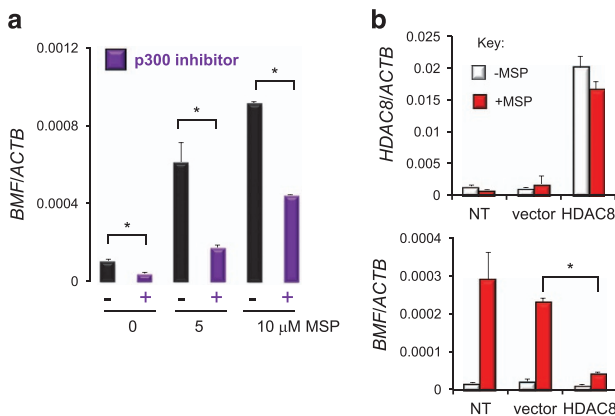 a
p300 inhibitor
BMF/ACTB
0.0012
0.0008
0.0004
0
* * *
- + - + - +
0 5 10 μM MSP
b
Key:
-MSP
+MSP
HDAC8/ACTB
0.025
0.02
0.015
0.01
0.005
0
NT vector HDAC8
BMF/ACTB
0.0004
0.0003
0.0002
0.0001
0
*
NT vector HDAC8